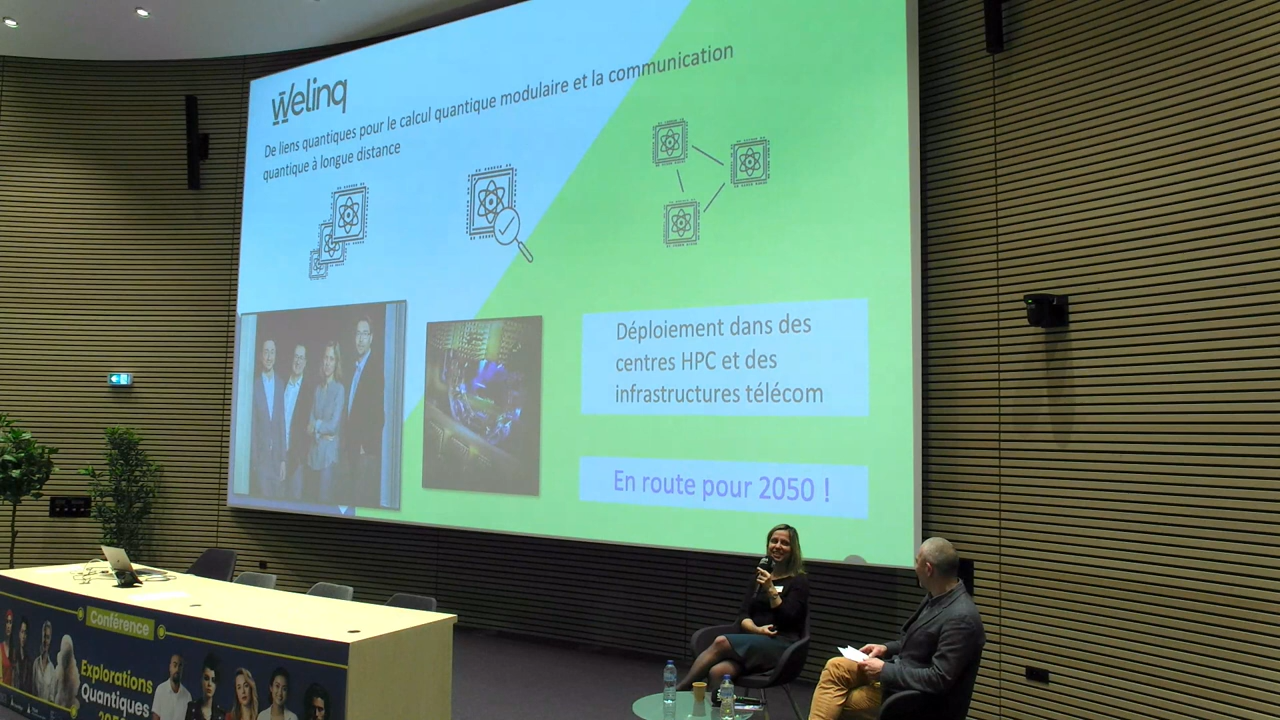 Welinq
De liens quantiques pour le calcul quantique modulaire et la communication
quantique à longue distance
Déploiement dans des
centres HPC et des
infrastructures télécom
En route pour 2050 !
Conférence
Explorations
Quantiques